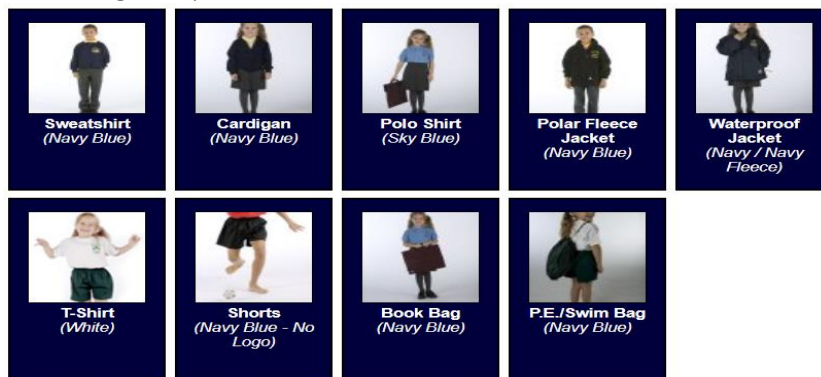 Sweatshirt
(Navy Blue)
Cardigan
(Navy Blue)
Polo Shirt
(Sky Blue)
Polar Fleece
Jacket
(Navy Blue)
Waterproof
Jacket
(Navy / Navy
Fleece)
T-Shirt
(White)
Shorts
(Navy Blue - No
Logo)
Book Bag
(Navy Blue)
P.E./Swim Bag
(Navy Blue)